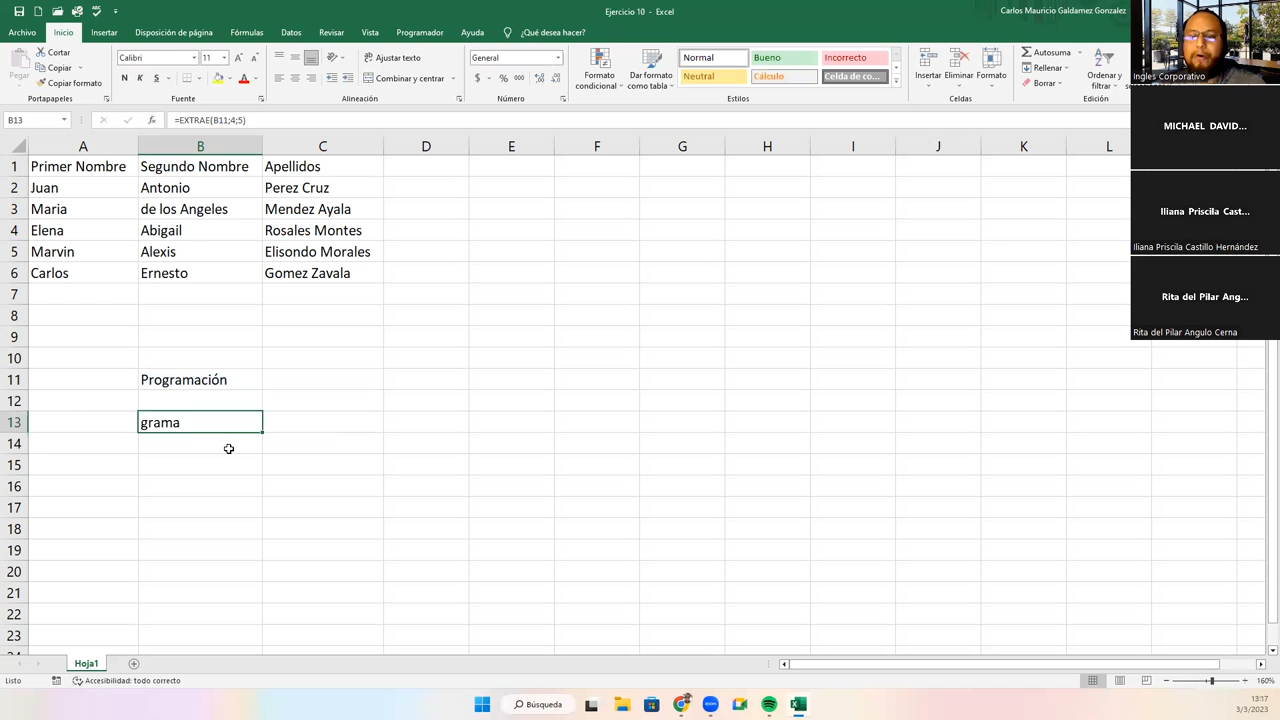 Ejercicio 10 - Excel
Carlos Mauricio Galdamez Gonzalez
Archivo Inicio Insertar Disposición de página Fórmulas Datos Revisar Vista Programador Ayuda ¿Qué desea hacer?
Pegar
Cortar
Copiar
Portapapeles
Calibri 11
N K S
Fuente
Ajustar texto
Combinar y centrar
Alineación
General
$ % 000
Número
Formato condicional
Dar formato como tabla
Normal Bueno Incorrecto
Neutral Cálculo Celda de co...
Estilos
Insertar Eliminar Formato
Celdas
Autosuma
Rellenar
Borrar
Ordenar y filtrar
Edición
Ingles Corporativo
MICHAEL DAVID...
Iliana Priscila Cast...
Iliana Priscila Castillo Hernández
Rita del Pilar Ang...
Rita del Pilar Angulo Cerna
B13 fx =EXTRAE(B11;4;5)
A B C D E F G H I J K L
1 Primer Nombre Segundo Nombre Apellidos
2 Juan Antonio Perez Cruz
3 Maria de los Angeles Mendez Ayala
4 Elena Abigail Rosales Montes
5 Marvin Alexis Elisondo Morales
6 Carlos Ernesto Gomez Zavala
7
8
9
10
11 Programación
12
13 grama
14
15
16
17
18
19
20
21
22
23
Hoja1
Listo Accesibilidad: todo correcto 160%
Búsqueda
13:17
3/3/2023